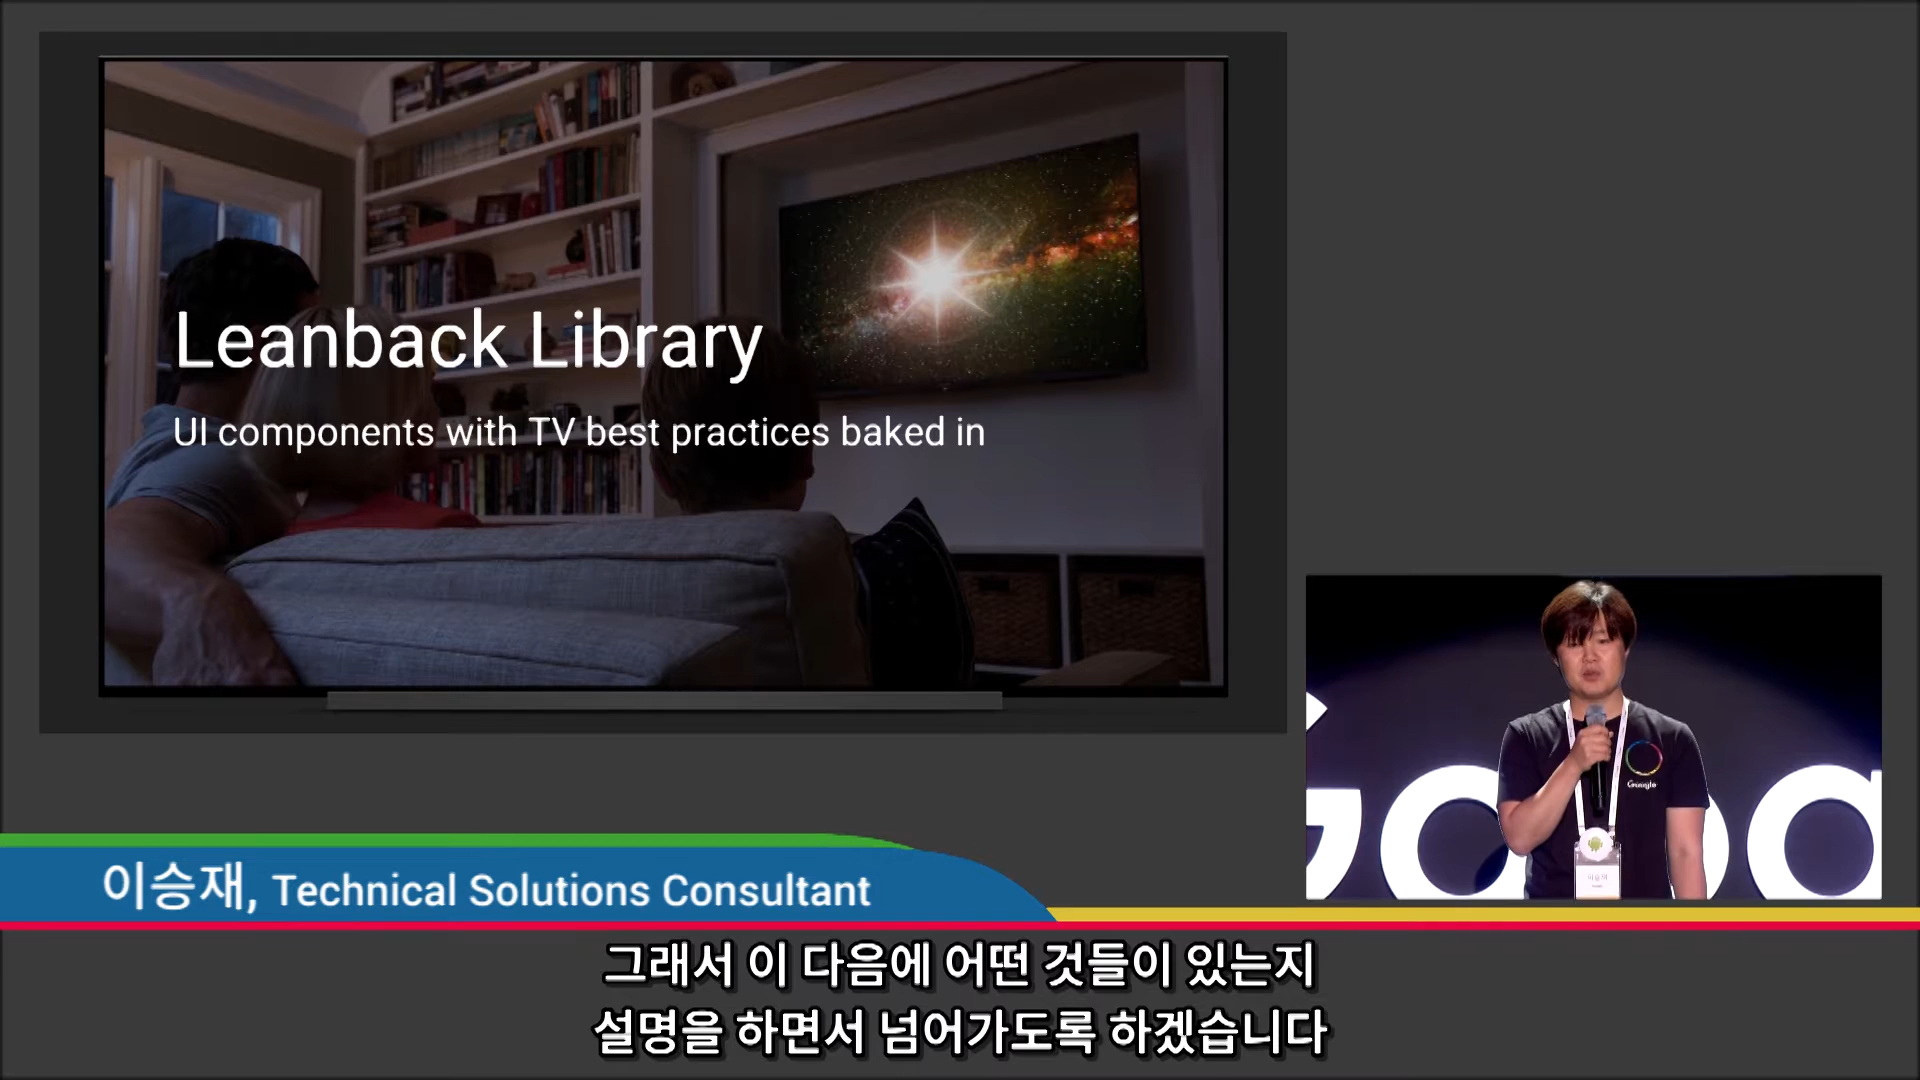 Leanback Library
UI components with TV best practices baked in
Google
이승재, Technical Solutions Consultant
그래서 이 다음에 어떤 것들이 있는지
설명을 하면서 넘어가도록 하겠습니다